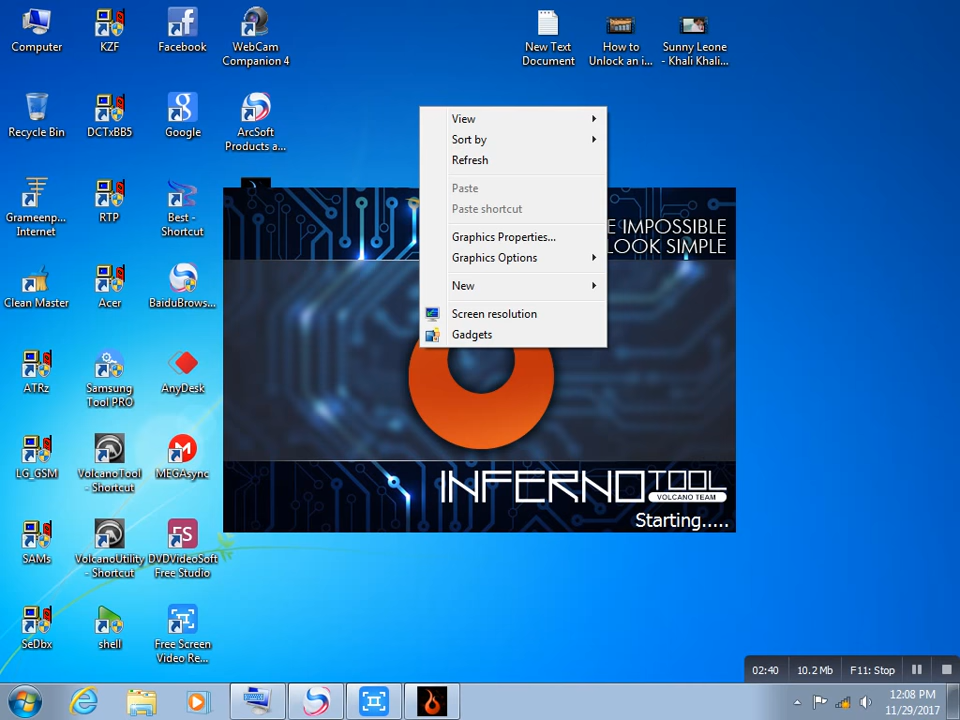 Computer
KZF
Facebook
WebCam
Companion 4
New Text
Document
How to
Unlock an i...
Sunny Leone
- Khali Khali...
Recycle Bin
DCTxBB5
Google
ArcSoft
Products a...
Grameenp...
Internet
RTP
Best -
Shortcut
Clean Master
Acer
BaiduBrows...
ATRz
Samsung
Tool PRO
AnyDesk
LG_GSM
VolcanoTool
- Shortcut
MEGAsync
SAMs
VolcanoUtility
- Shortcut
DVDVideoSoft
Free Studio
SeDbx
shell
Free Screen
Video Re...
View
Sort by
Refresh
Paste
Paste shortcut
Graphics Properties...
Graphics Options
New
Screen resolution
Gadgets
E IMPOSSIBLE
LOOK SIMPLE
INFERNO TOOL
VOLCANO TEAM
Starting.....
02:40
10.2 Mb
F11: Stop
12:08 PM
11/29/2017